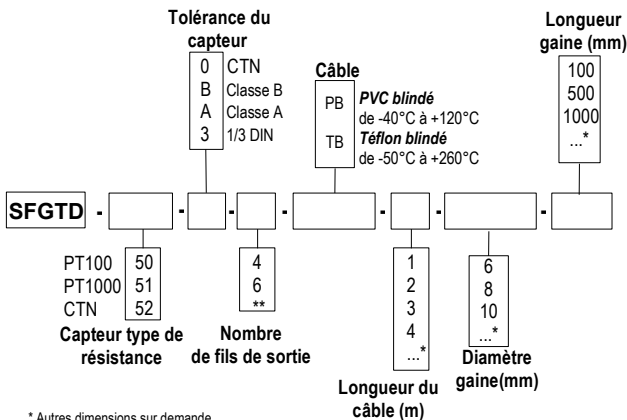 Tolérance du
capteur
0 CTN
B Classe B
A Classe A
3 1/3 DIN
Câble
PB PVC blindé
de -40°C à +120°C
TB Téflon blindé
de -50°C à +260°C
Longueur
gaine (mm)
100
500
1000
...*
SFGTD - - - - - - -
PT100 50
PT1000 51
CTN 52
Capteur type de
résistance
4
6
**
Nombre
de fils de sortie
1
2
3
4
...*
Longueur du
câble (m)
6
8
10
...*
Diamètre
gaine(mm)
* Autres dimensions sur demande